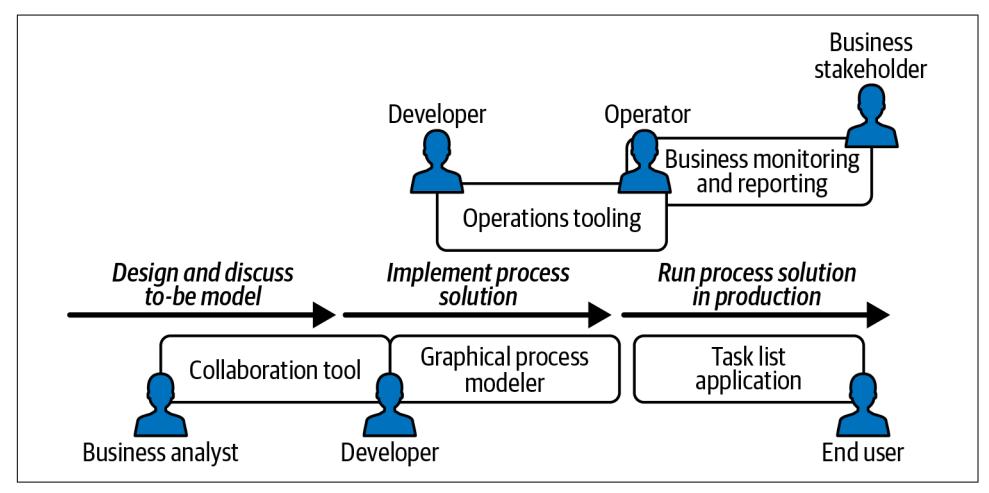 Business
stakeholder
Developer
Operator
Business monitoring
and reporting
Operations tooling
Design and discuss
to-be model
Implement process
solution
Run process solution
in production
Collaboration tool
Graphical process
modeler
Task list
application
Business analyst
Developer
End user